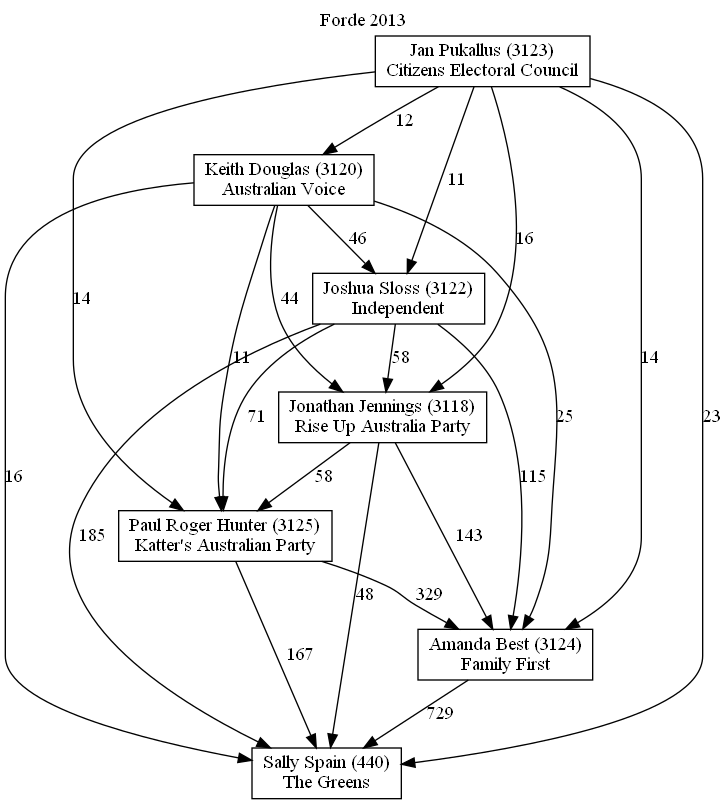 Forde 2013
Jan Pukallus (3123)
Citizens Electoral Council
12
Keith Douglas (3120)
Australian Voice
11
46
16
Joshua Sloss (3122)
Independent
14
44
11
58
14
Jonathan Jennings (3118)
Rise Up Australia Party
16
71
25
23
58
115
185
Paul Roger Hunter (3125)
Katter's Australian Party
143
48
329
Amanda Best (3124)
Family First
167
729
Sally Spain (440)
The Greens